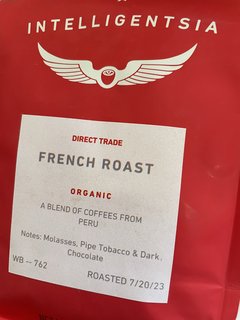 INTELLIGENTSIA
DIRECT TRADE
FRENCH ROAST
ORGANIC
A BLEND OF COFFEES FROM
PERU
Notes: Molasses, Pipe Tobacco & Dark
Chocolate
WB -- 762
ROASTED 7/20/23